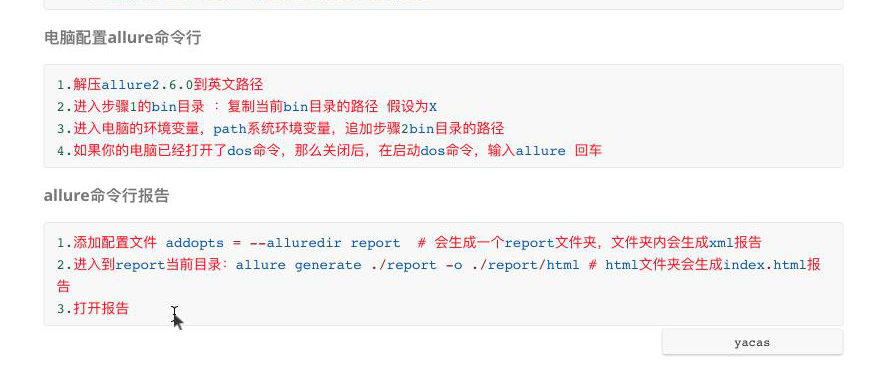 电脑配置allure命令行
1.解压allure2.6.0到英文路径
2.进入步骤1的bin目录 : 复制当前bin目录的路径 假设为X
3.进入电脑的环境变量，path系统环境变量，追加步骤2bin目录的路径
4.如果你的电脑已经打开了dos命令，那么关闭后，在启动dos命令，输入allure 回车
allure命令行报告
1.添加配置文件 addopts = --alluredir report  # 会生成一个report文件夹，文件夹内会生成xml报告
2.进入到report当前目录：allure generate ./report -o ./report/html # html文件夹会生成index.html报
告
3.打开报告
yacas